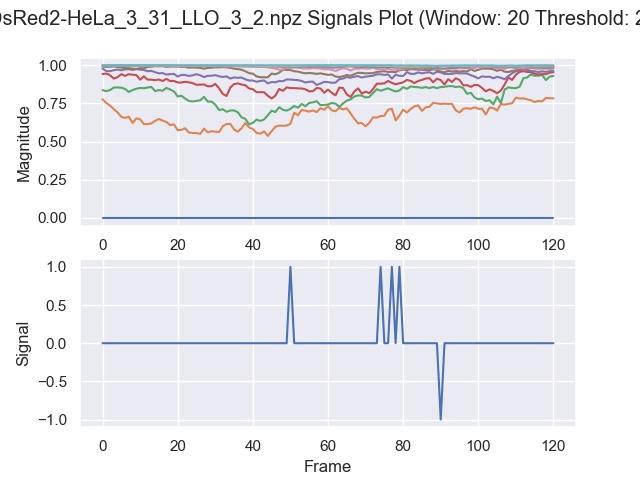 sRed2-HeLa_3_31_LLO_3_2.npz Signals Plot (Window: 20 Threshold:
1.00
0.75
0.50
0.25
0.00
Magnitude
0 20 40 60 80 100 120
1.0
0.5
0.0
−0.5
−1.0
Signal
0 20 40 60 80 100 120
Frame